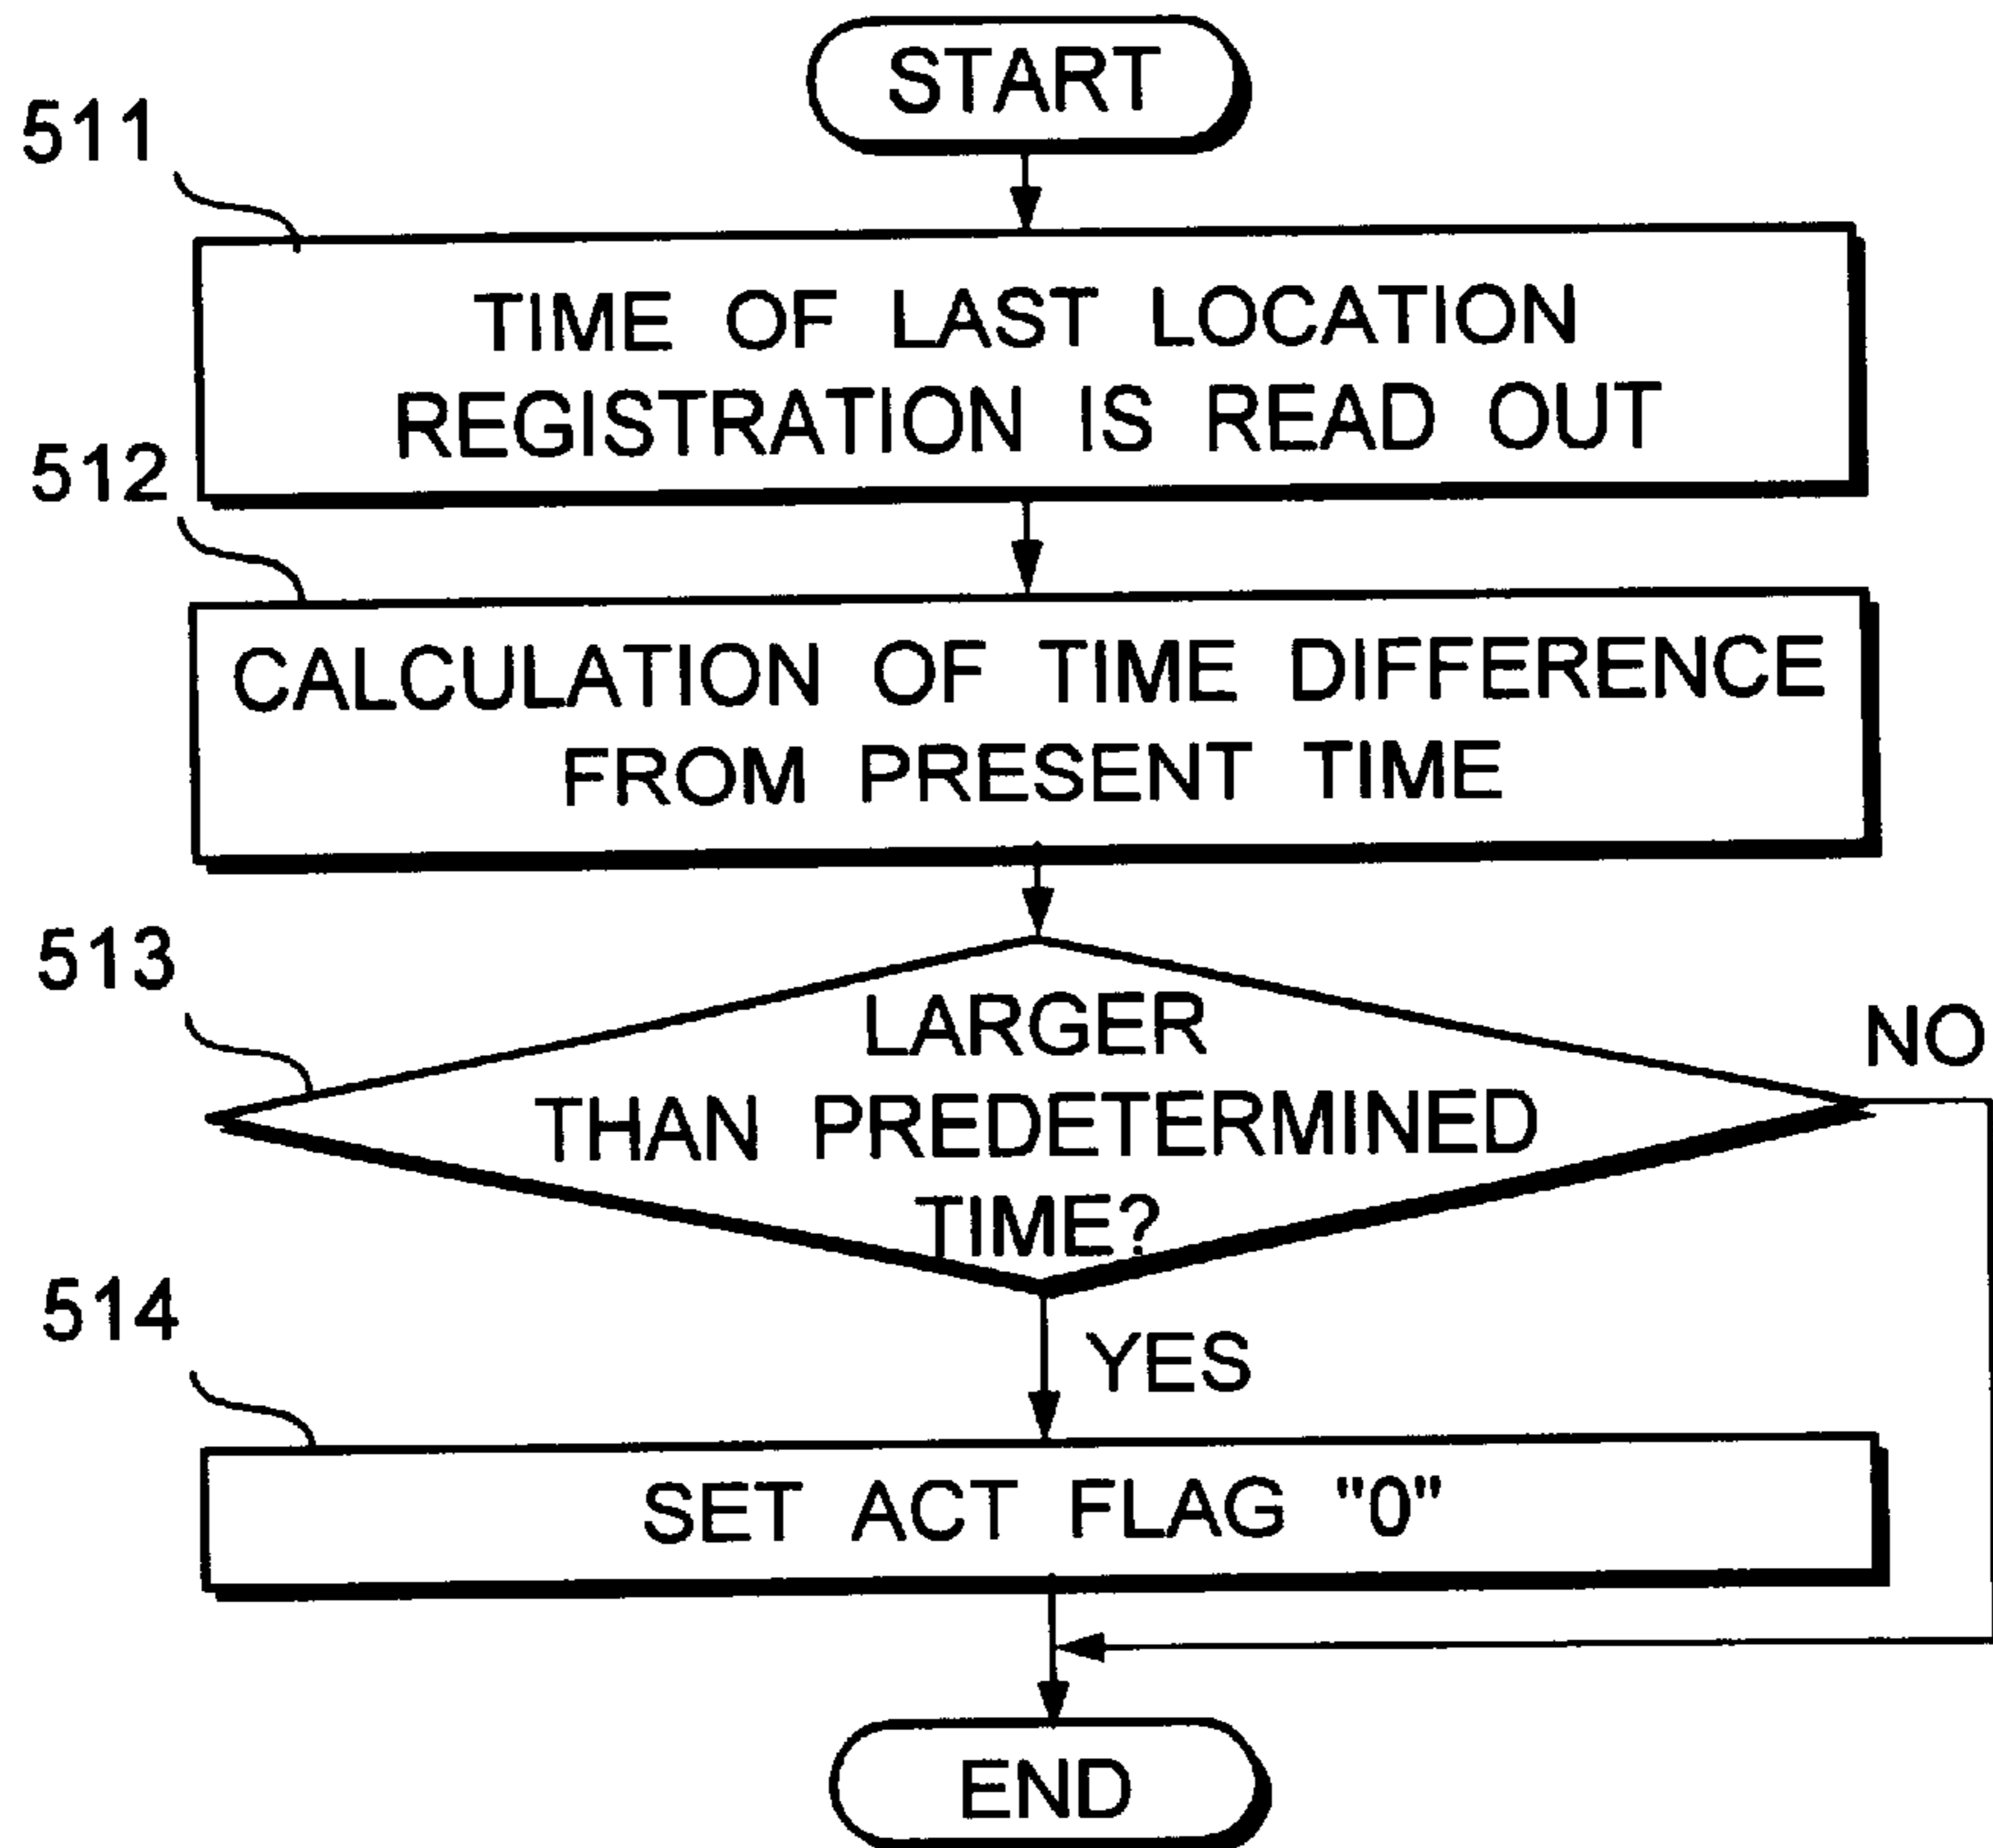 START
511
TIME OF LAST LOCATION
REGISTRATION IS READ OUT
512
CALCULATION OF TIME DIFFERENCE
FROM PRESENT TIME
513
LARGER
THAN PREDETERMINED
TIME?
NO
YES
514
SET ACT FLAG "0"
END